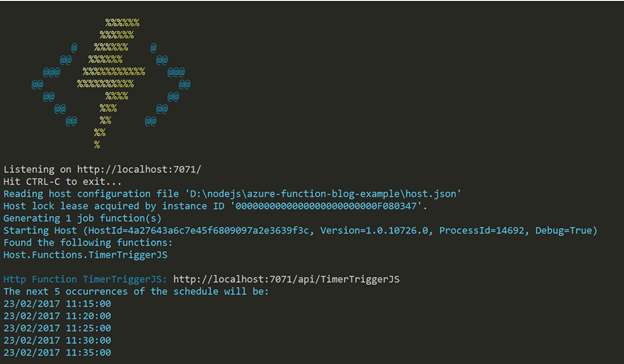 %%%%%%
%%%%%%
@ %%%%%% @
@@ %%%%%% @@
@@@ %%%%%%%%%%% @@@
@@ %%%%%%%%%% @@
@@ %%%% @@
@@ %%% @@
@@ %% @@
%%
%
Listening on http://localhost:7071/
Hit CTRL-C to exit...
Reading host configuration file 'D:\nodejs\azure-function-blog-example\host.json'
Host lock lease acquired by instance ID '000000000000000000000000F080347'.
Generating 1 job function(s)
Starting Host (HostId=4a27643a6c7e45f6809097a2e3639f3c, Version=1.0.10726.0, ProcessId=14692, Debug=True)
Found the following functions:
Host.Functions.TimerTriggerJS
Http Function TimerTriggerJS: http://localhost:7071/api/TimerTriggerJS
The next 5 occurrences of the schedule will be:
23/02/2017 11:15:00
23/02/2017 11:20:00
23/02/2017 11:25:00
23/02/2017 11:30:00
23/02/2017 11:35:00